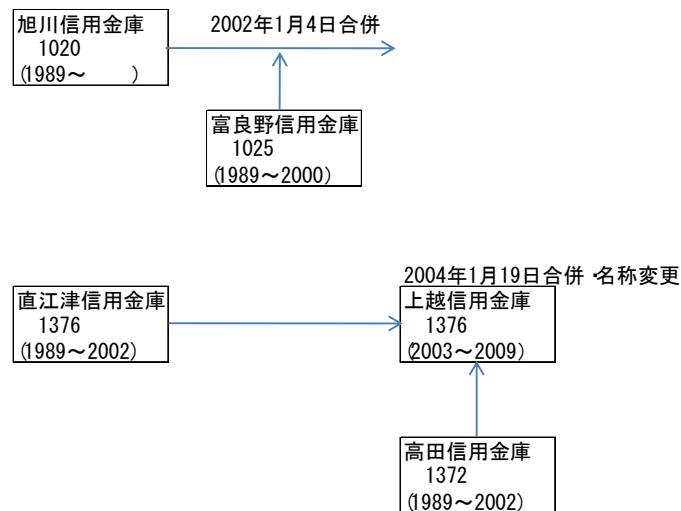 旭川信用金庫
1020
(1989～　　)
2002年1月4日合併
富良野信用金庫
1025
(1989～2000)
2004年1月19日合併・名称変更
直江津信用金庫
1376
(1989～2002)
上越信用金庫
1376
(2003～2009)
高田信用金庫
1372
(1989～2002)